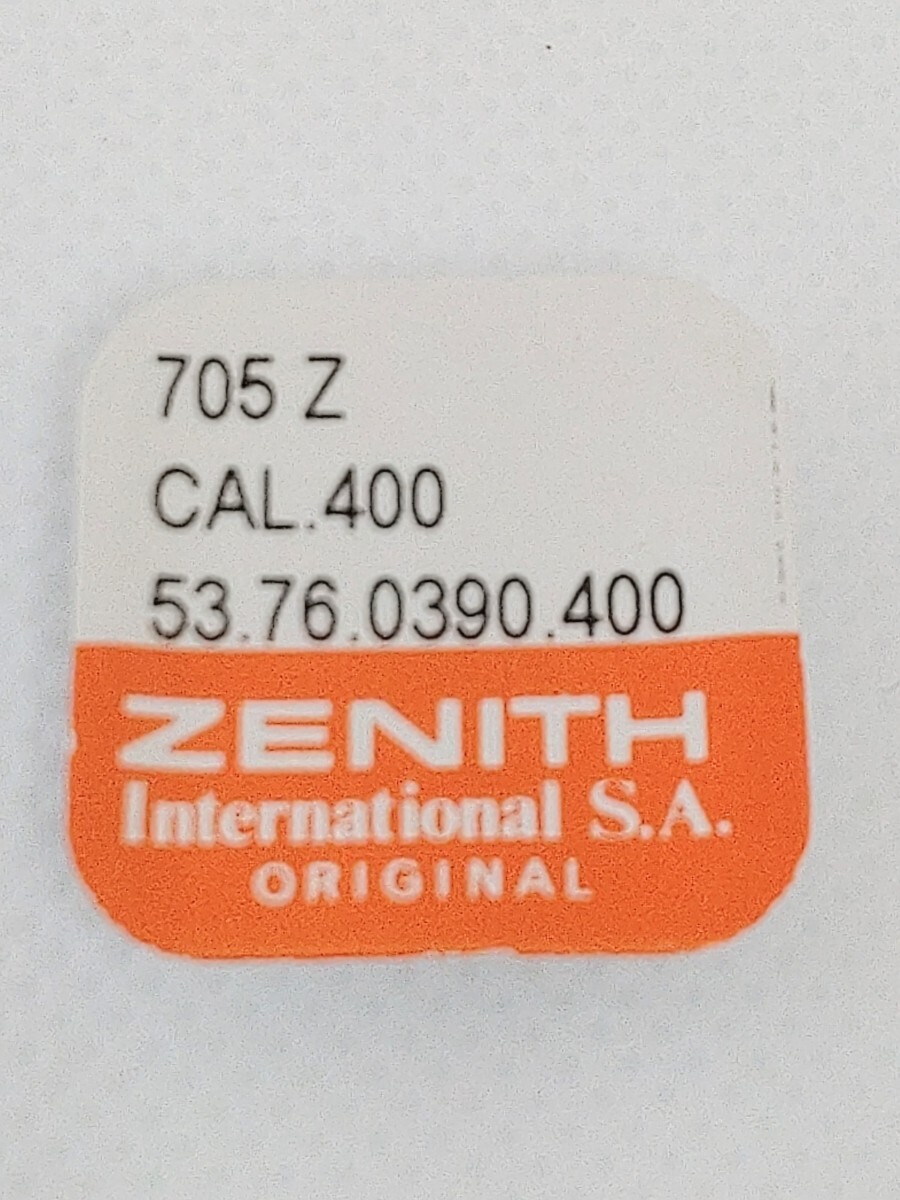 705 Z
CAL.400
53.76.0390.400
ZENITH
International S.A.
ORIGINAL